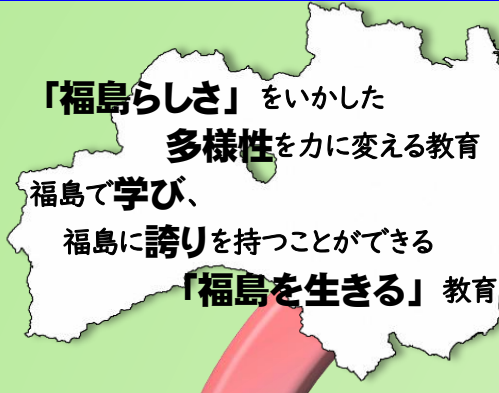 「福島らしさ」をいかした
多様性を力に変える教育
福島で学び、
福島に誇りを持つことができる
「福島を生きる」教育